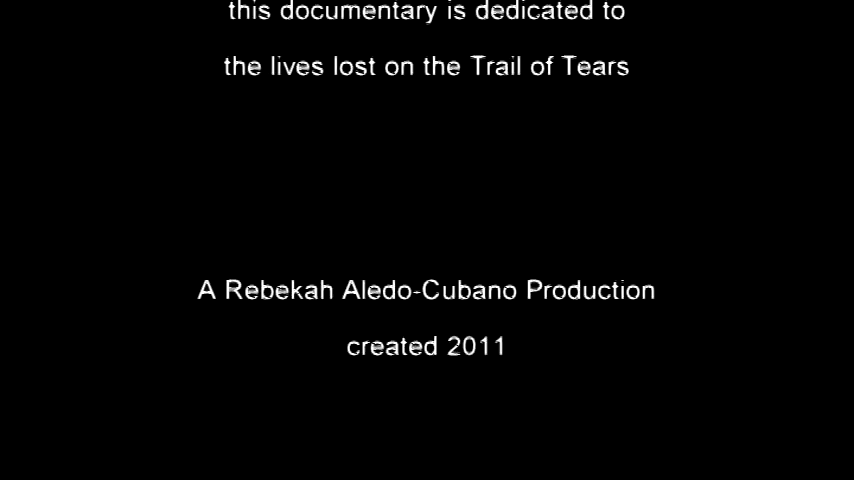 this documentary is dedicated to
the lives lost on the Trail of Tears
A Rebekah Aledo-Cubano Production
created 2011